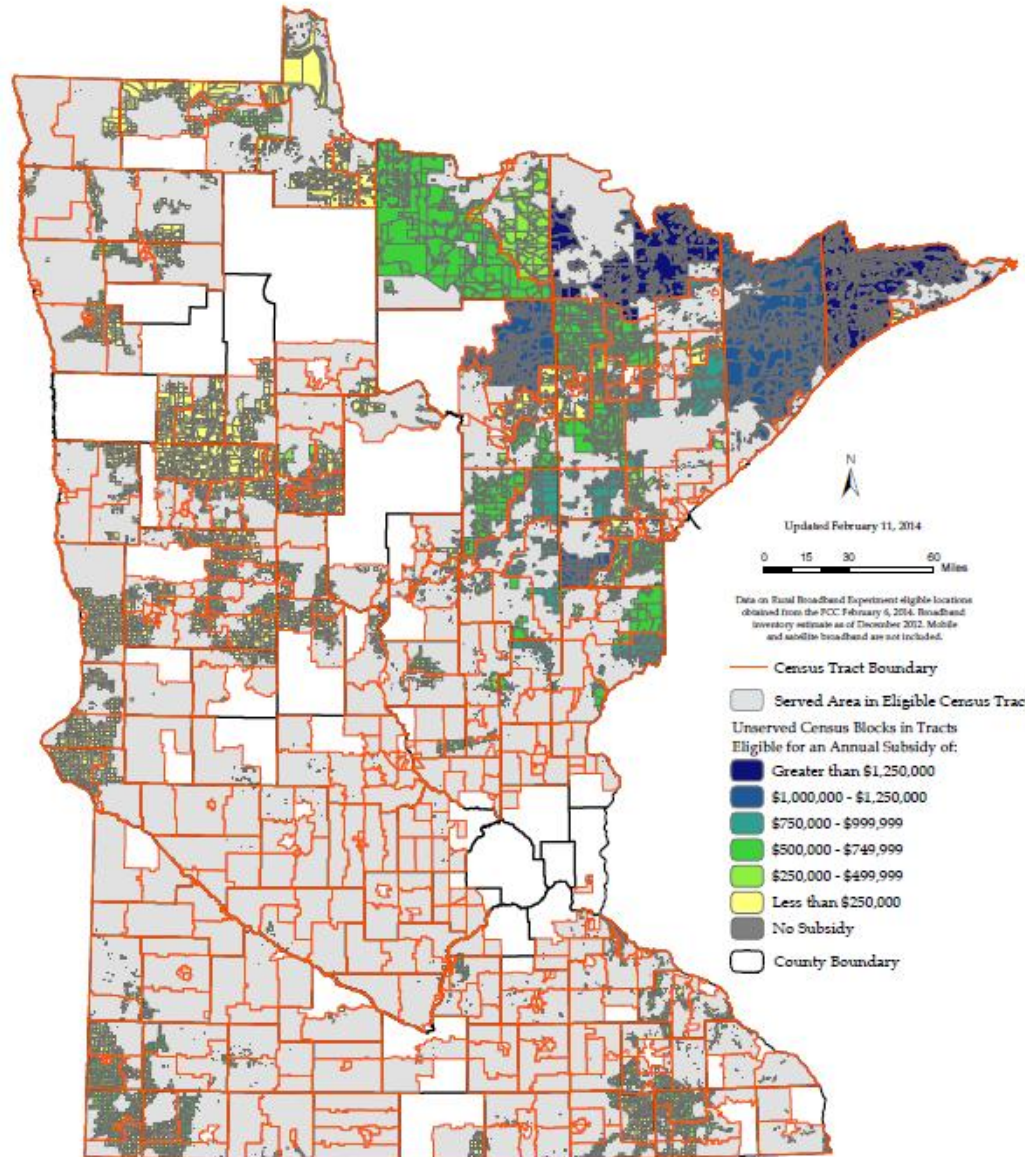 N
Updated February 11, 2014
0 15 30 60
Miles
Data on Rural Broadband Experiment eligible locations
obtained from the FCC February 6, 2014. Broadband
inventory estimate as of December 2012. Mobile
and satellite broadband are not included.
Census Tract Boundary
Served Area in Eligible Census Trac
Unserved Census Blocks in Tracts
Eligible for an Annual Subsidy of:
Greater than $1,250,000
$1,000,000 - $1,250,000
$750,000 - $999,999
$500,000 - $749,999
$250,000 - $499,999
Less than $250,000
No Subsidy
County Boundary